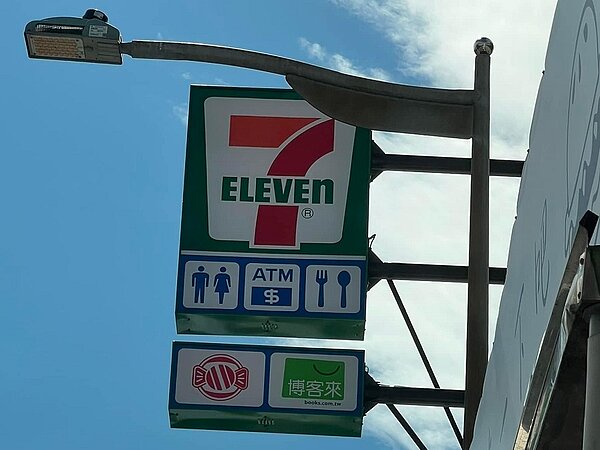 7
ELEVEn
®
ATM
$
博客來
books.com.tw